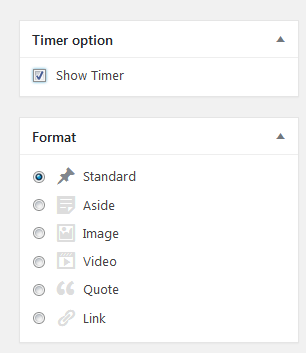 Timer option
Show Timer
Format
Standard
Aside
Image
Video
Quote
Link